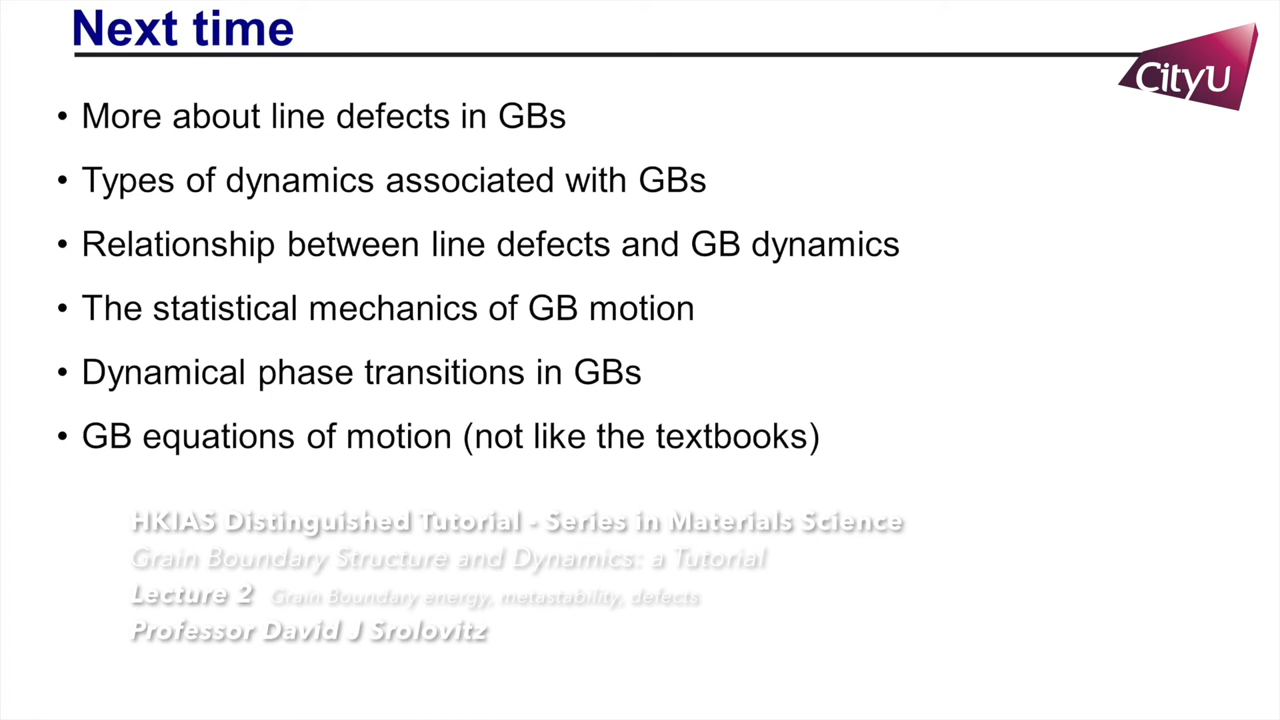 Next time
CityU
• More about line defects in GBs
• Types of dynamics associated with GBs
• Relationship between line defects and GB dynamics
• The statistical mechanics of GB motion
• Dynamical phase transitions in GBs
• GB equations of motion (not like the textbooks)
HKIAS Distinguished Tutorial - Series in Materials Science
Grain Boundary Structure and Dynamics: a Tutorial
Lecture 2 Grain Boundary energy, metastability, defects
Professor David J Srolovitz